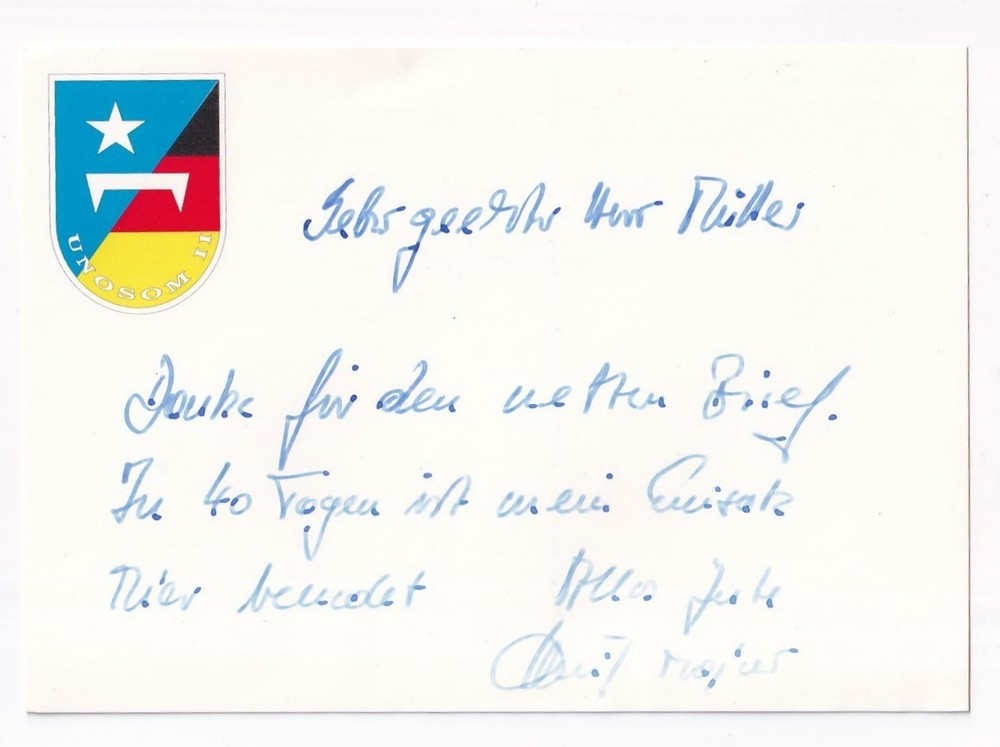 UNOSOM II
Sehr geehrter Herr Müller
Danke für den netten Brief.
In 40 Tagen ist mein Einsatz
hier beendet Alles Gute
Major